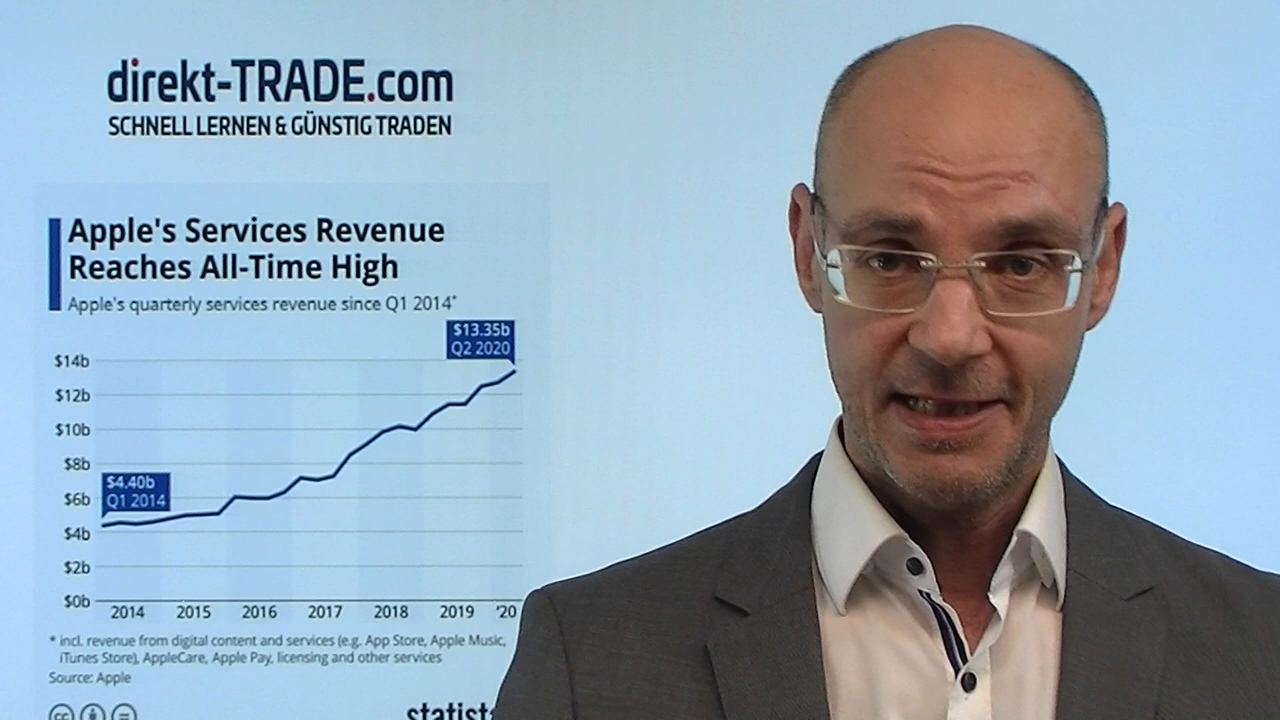 direkt-TRADE.com
SCHNELL LERNEN & GÜNSTIG TRADEN
Apple's Services Revenue
Reaches All-Time High
Apple's quarterly services revenue since Q1 2014*
$13.35b
Q2 2020
$14b
$12b
$10b
$8b
$4.40b
Q1 2014
$6b
$4b
$2b
$0b
2014 2015 2016 2017 2018 2019 '20
* incl. revenue from digital content and services (e.g. App Store, Apple Music,
iTunes Store), AppleCare, Apple Pay, licensing and other services
Source: Apple
cc